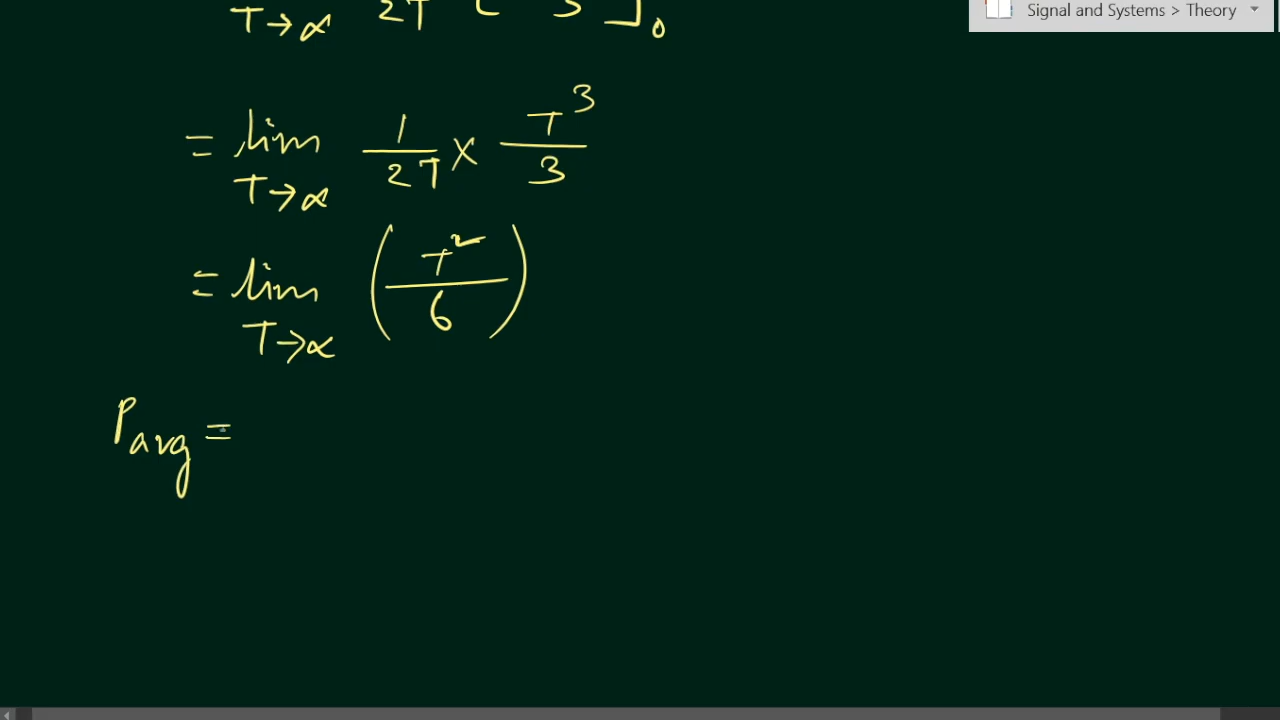 Signal and Systems > Theory
T→∝ 2T [ 3 ]₀
= lim 1/2T × T³/3
T→∝
= lim (T²/6)
T→∝
Pavg =